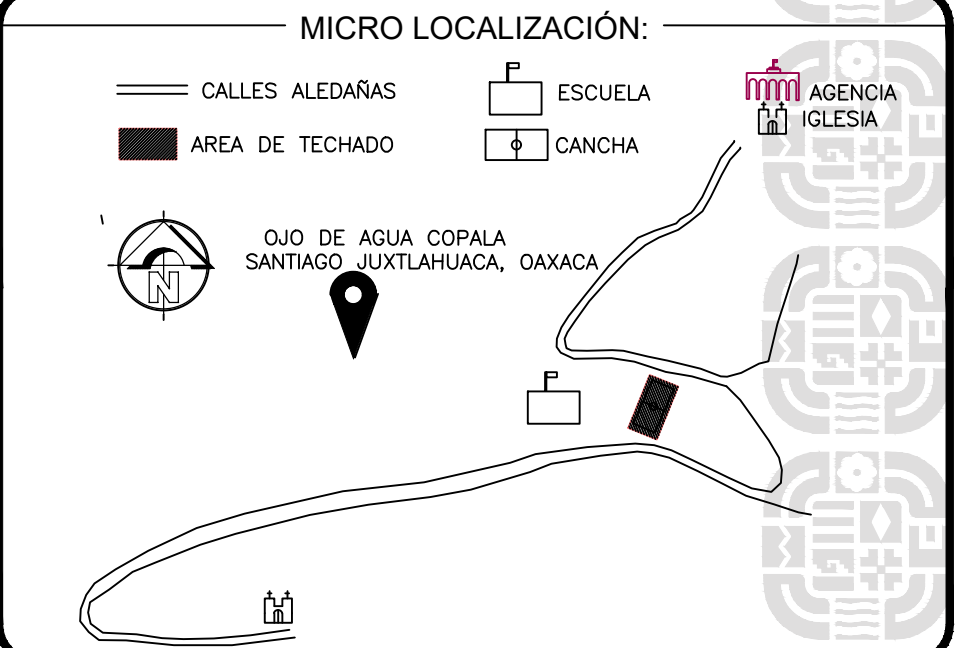 MICRO LOCALIZACIÓN:
CALLES ALEDAÑAS
ESCUELA
AGENCIA
IGLESIA
AREA DE TECHADO
CANCHA
N
OJO DE AGUA COPALA
SANTIAGO JUXTLAHUACA, OAXACA